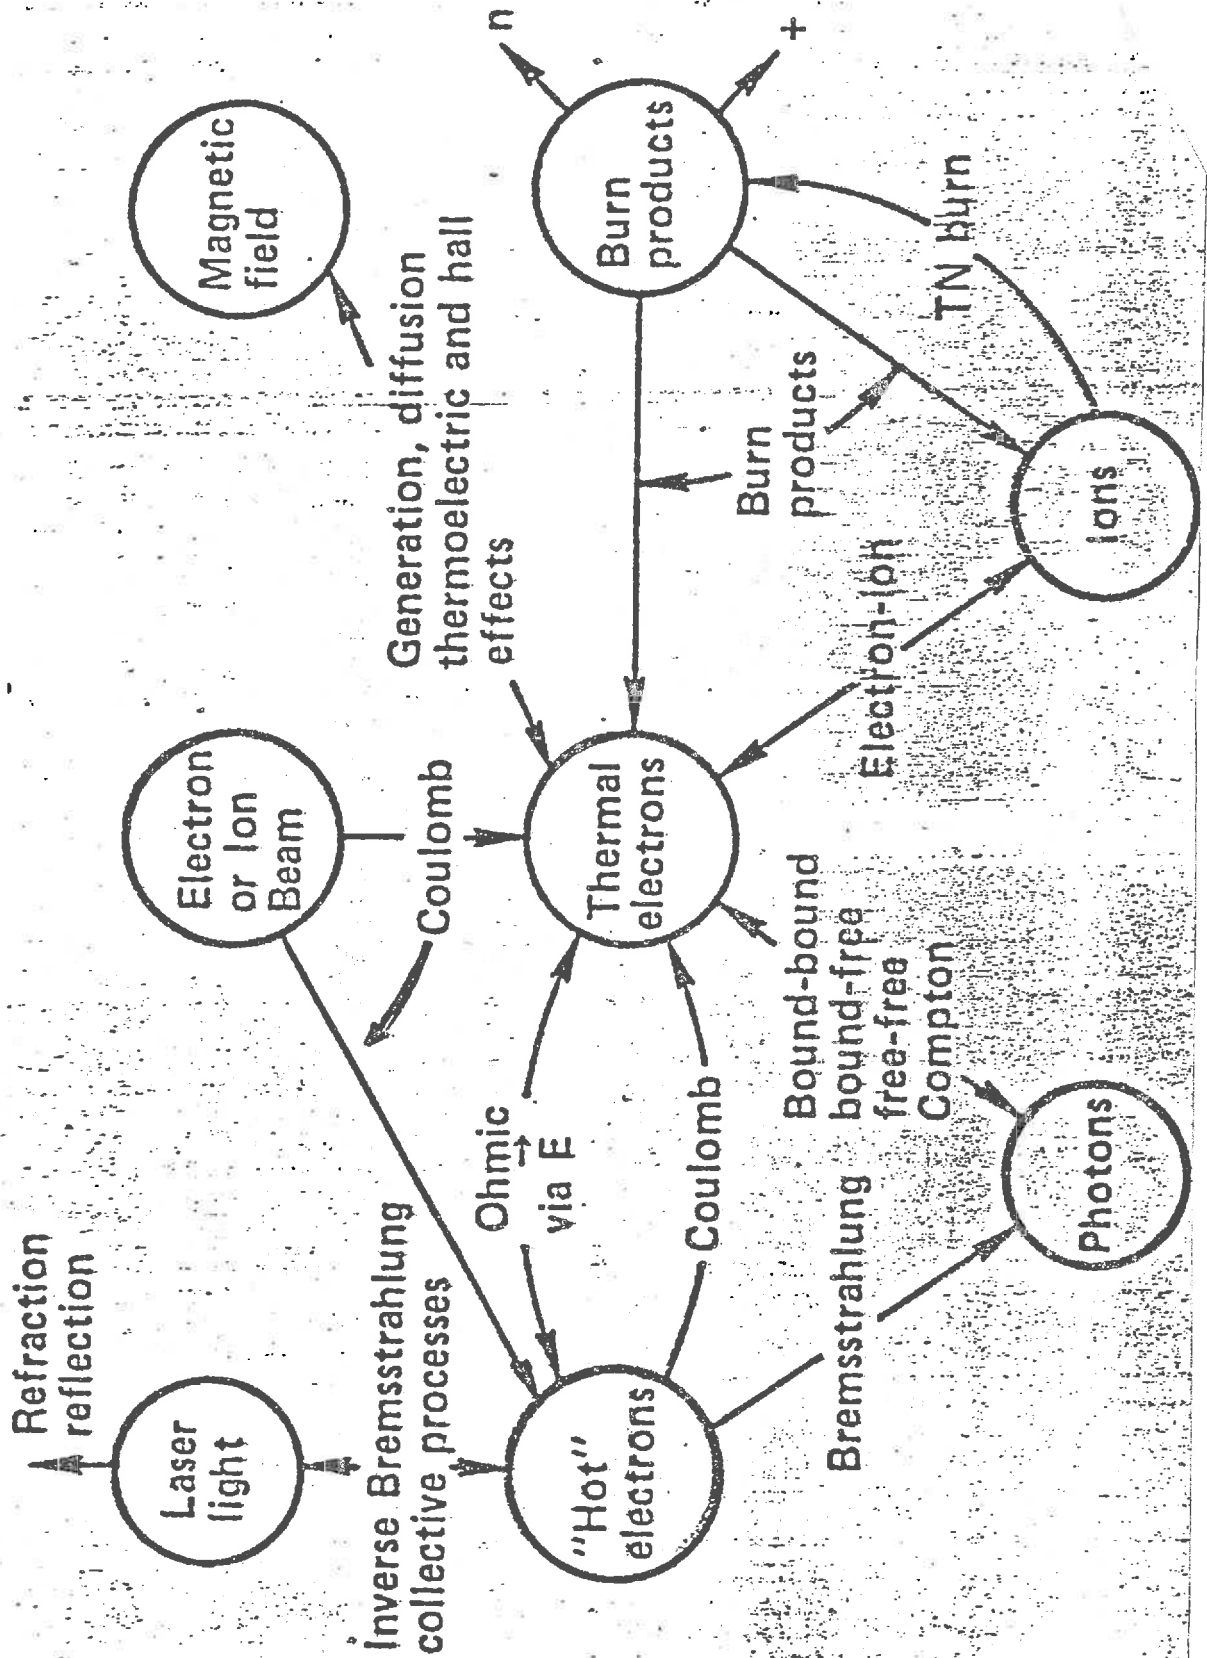 Refraction
reflection
Laser
light
Inverse Bremsstrahlung
collective processes
"Hot"
electrons
Electron
or Ion
Beam
Coulomb
Ohmic
via E→
Coulomb
Bremsstrahlung
Photons
Thermal
electrons
Bound-bound
bound-free
free-free
Compton
Magnetic
field
Generation, diffusion
thermoelectric and hall
effects
Burn
products
n
+
Burn
products
TN burn
Electron-Ion
Ions